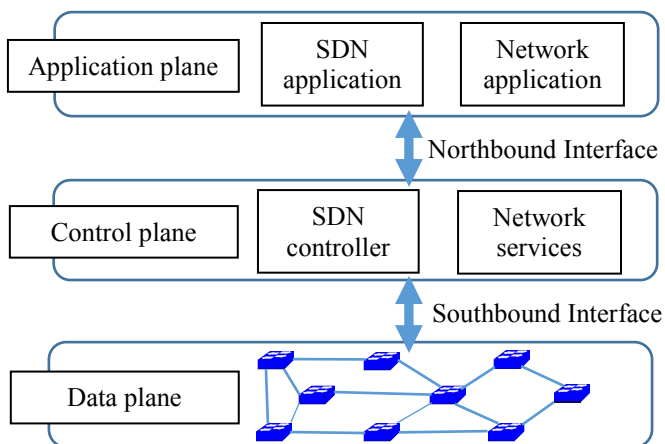 Application plane
SDN
application
Network
application
Northbound Interface
Control plane
SDN
controller
Network
services
Southbound Interface
Data plane